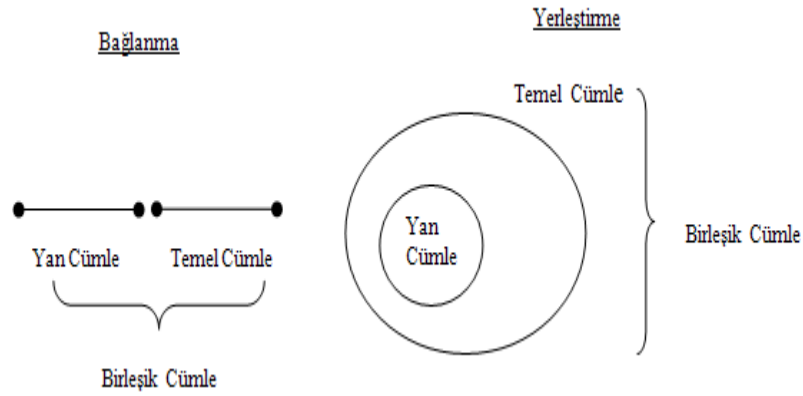 Bağlanma
Yerleştirme
Temel Cümle
Yan
Cümle
Yan Cümle
Temel Cümle
Birleşik Cümle
Birleşik Cümle